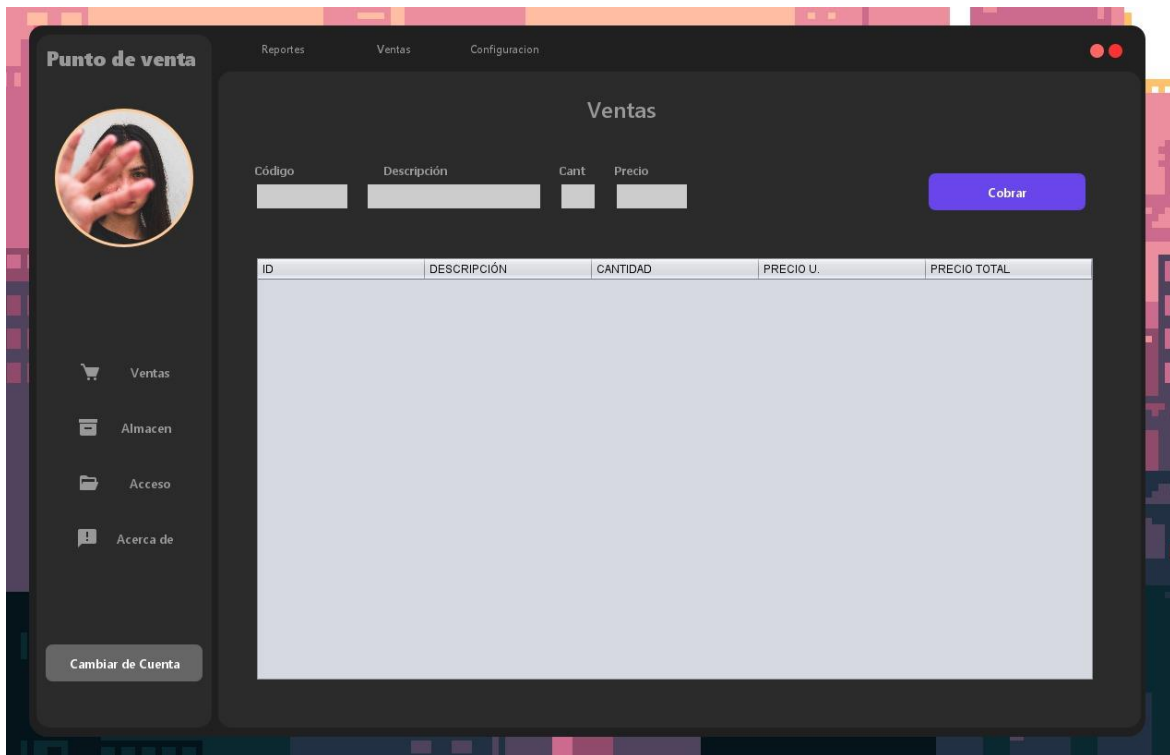 Punto de venta
Reportes Ventas Configuracion
Ventas
Código Descripción Cant Precio
Cobrar
ID DESCRIPCIÓN CANTIDAD PRECIO U. PRECIO TOTAL
Ventas
Almacen
Acceso
Acerca de
Cambiar de Cuenta